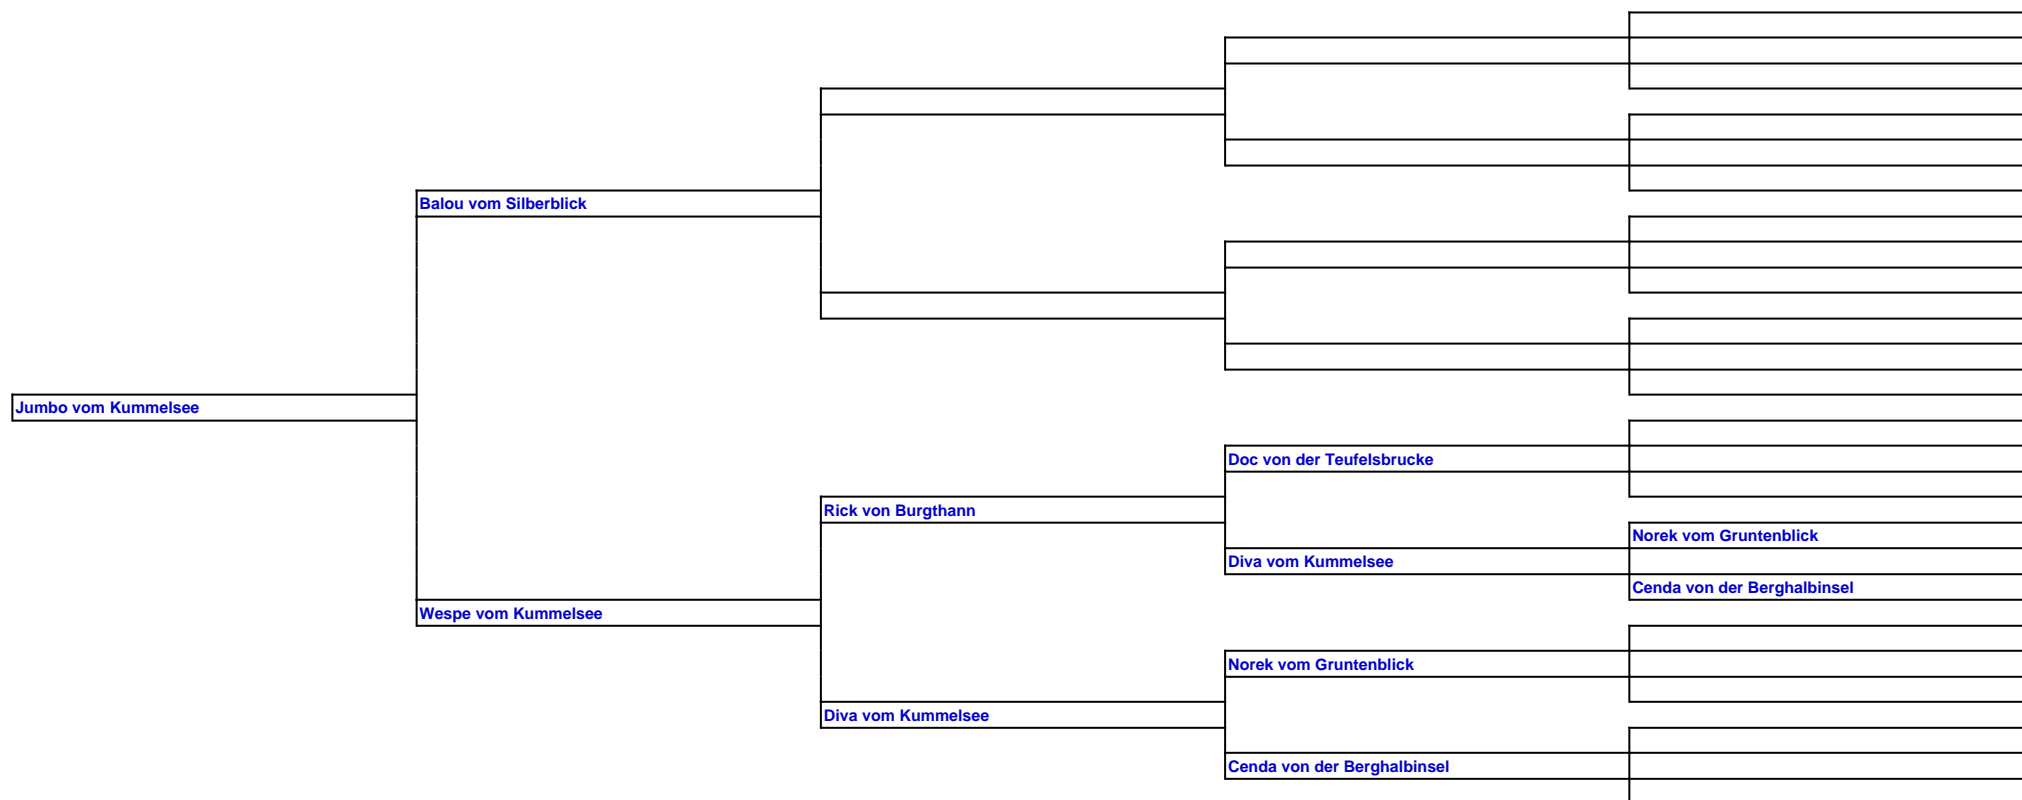 Balou vom Silberblick
Jumbo vom Kummelsee
Doc von der Teufelsbrucke
Rick von Burgthann
Norek vom Gruntenblick
Diva vom Kummelsee
Cenda von der Berghalbinsel
Wespe vom Kummelsee
Norek vom Gruntenblick
Diva vom Kummelsee
Cenda von der Berghalbinsel